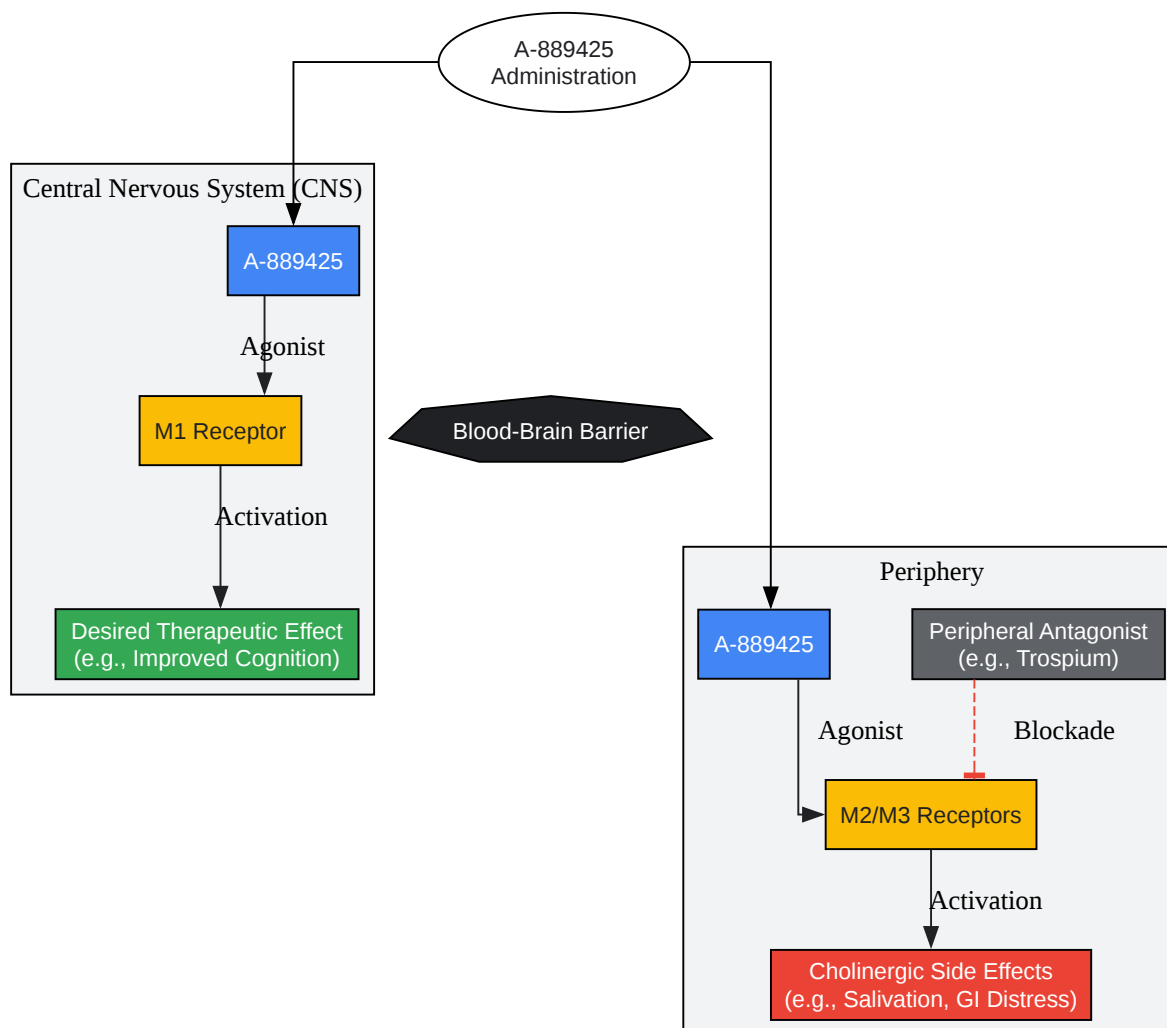 A-889425
Administration
Central Nervous System (CNS)
A-889425
Agonist
M1 Receptor
Activation
Desired Therapeutic Effect
(e.g., Improved Cognition)
Blood-Brain Barrier
Periphery
A-889425
Peripheral Antagonist
(e.g., Trospium)
Agonist
Blockade
M2/M3 Receptors
Activation
Cholinergic Side Effects
(e.g., Salivation, GI Distress)